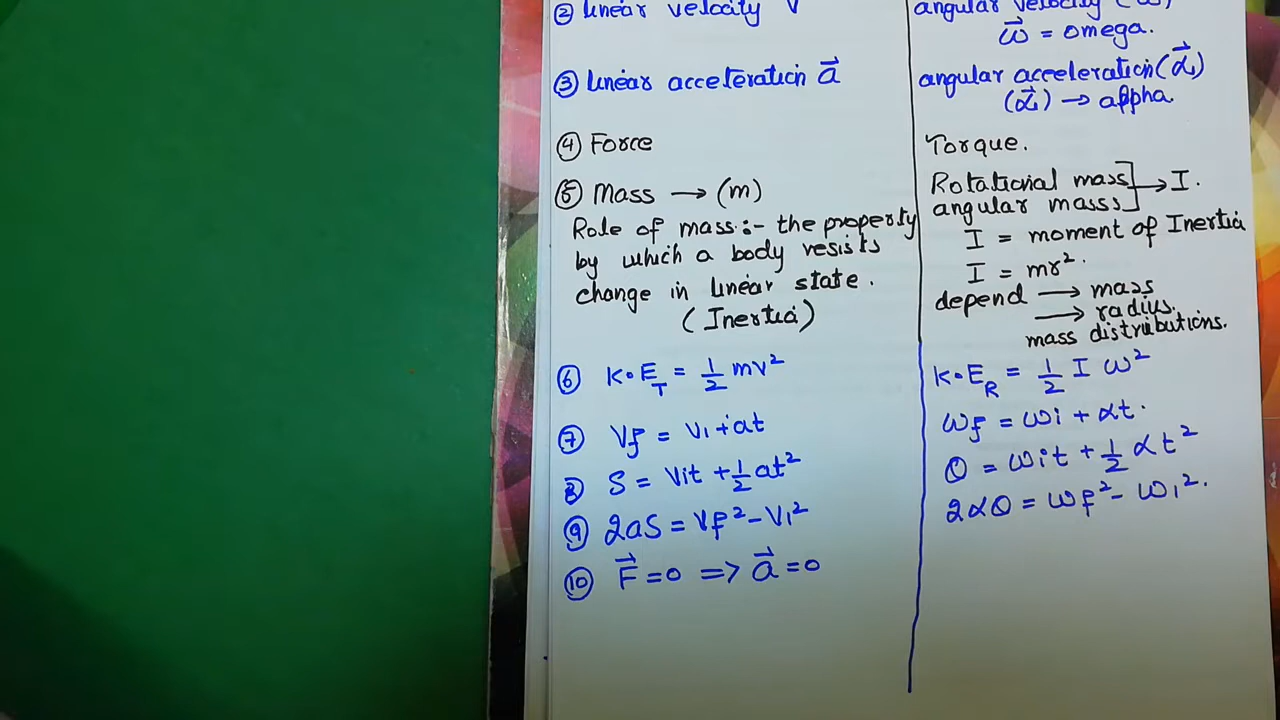 ② linear velocity V
③ linear acceleration a⃗
④ Force
⑤ Mass → (m)
Role of mass:- the property
by which a body resists
change in linear state.
(Inertia)
⑥ K.E_T = 1/2 mv²
⑦ Vf = Vi + at
⑧ S = Vit + 1/2 at²
⑨ 2aS = Vf² - Vi²
⑩ F⃗ = 0 => a⃗ = 0
angular velocity (ω)
ω⃗ = omega.
angular acceleration (α⃗)
(α⃗) → alpha.
Torque.
Rotational mass
angular masss ] → I.
I = moment of Inertia
I = mr².
depend → mass
→ radius.
mass distributions.
K.E_R = 1/2 I ω²
ωf = ωi + αt.
θ = ωit + 1/2 αt²
2αθ = ωf² - ωi².